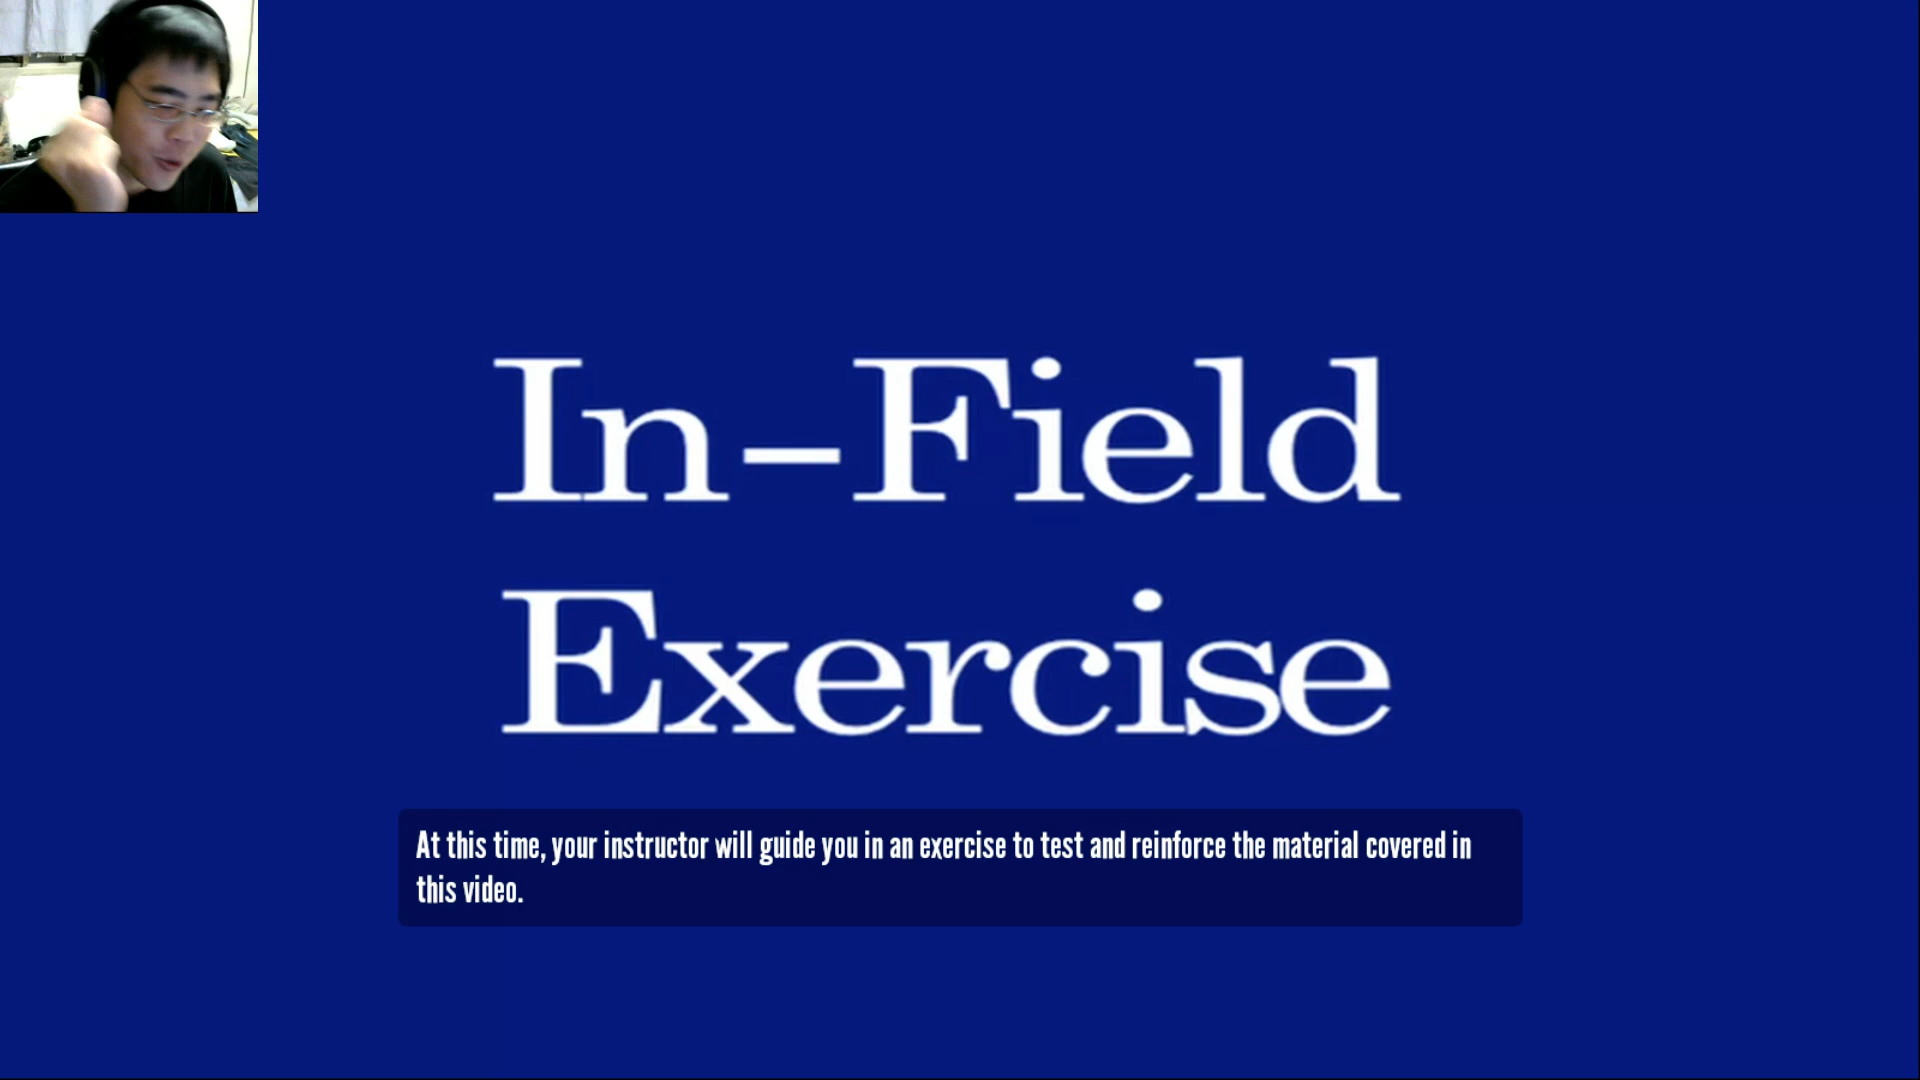 In-Field
Exercise
At this time, your instructor will guide you in an exercise to test and reinforce the material covered in
this video.